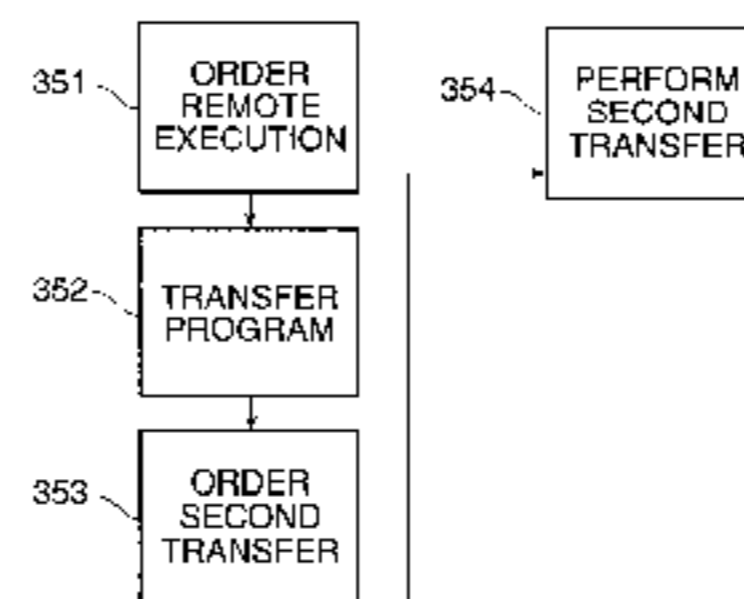 351
ORDER
REMOTE
EXECUTION
352
TRANSFER
PROGRAM
353
ORDER
SECOND
TRANSFER
354
PERFORM
SECOND
TRANSFER